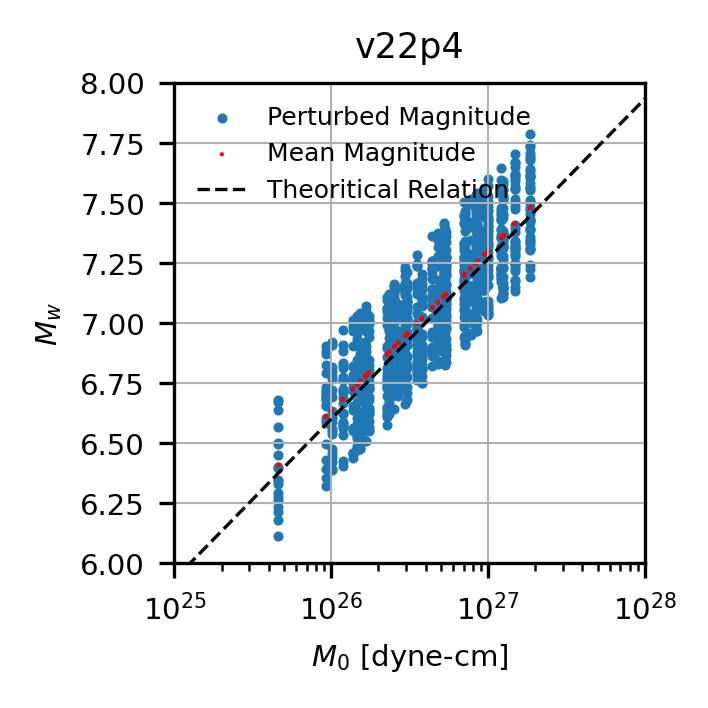 v22p4
8.00
7.75
7.50
7.25
7.00
6.75
6.50
6.25
6.00
M_w
Perturbed Magnitude
Mean Magnitude
Theoritical Relation
10^25 10^26 10^27 10^28
M_0 [dyne-cm]